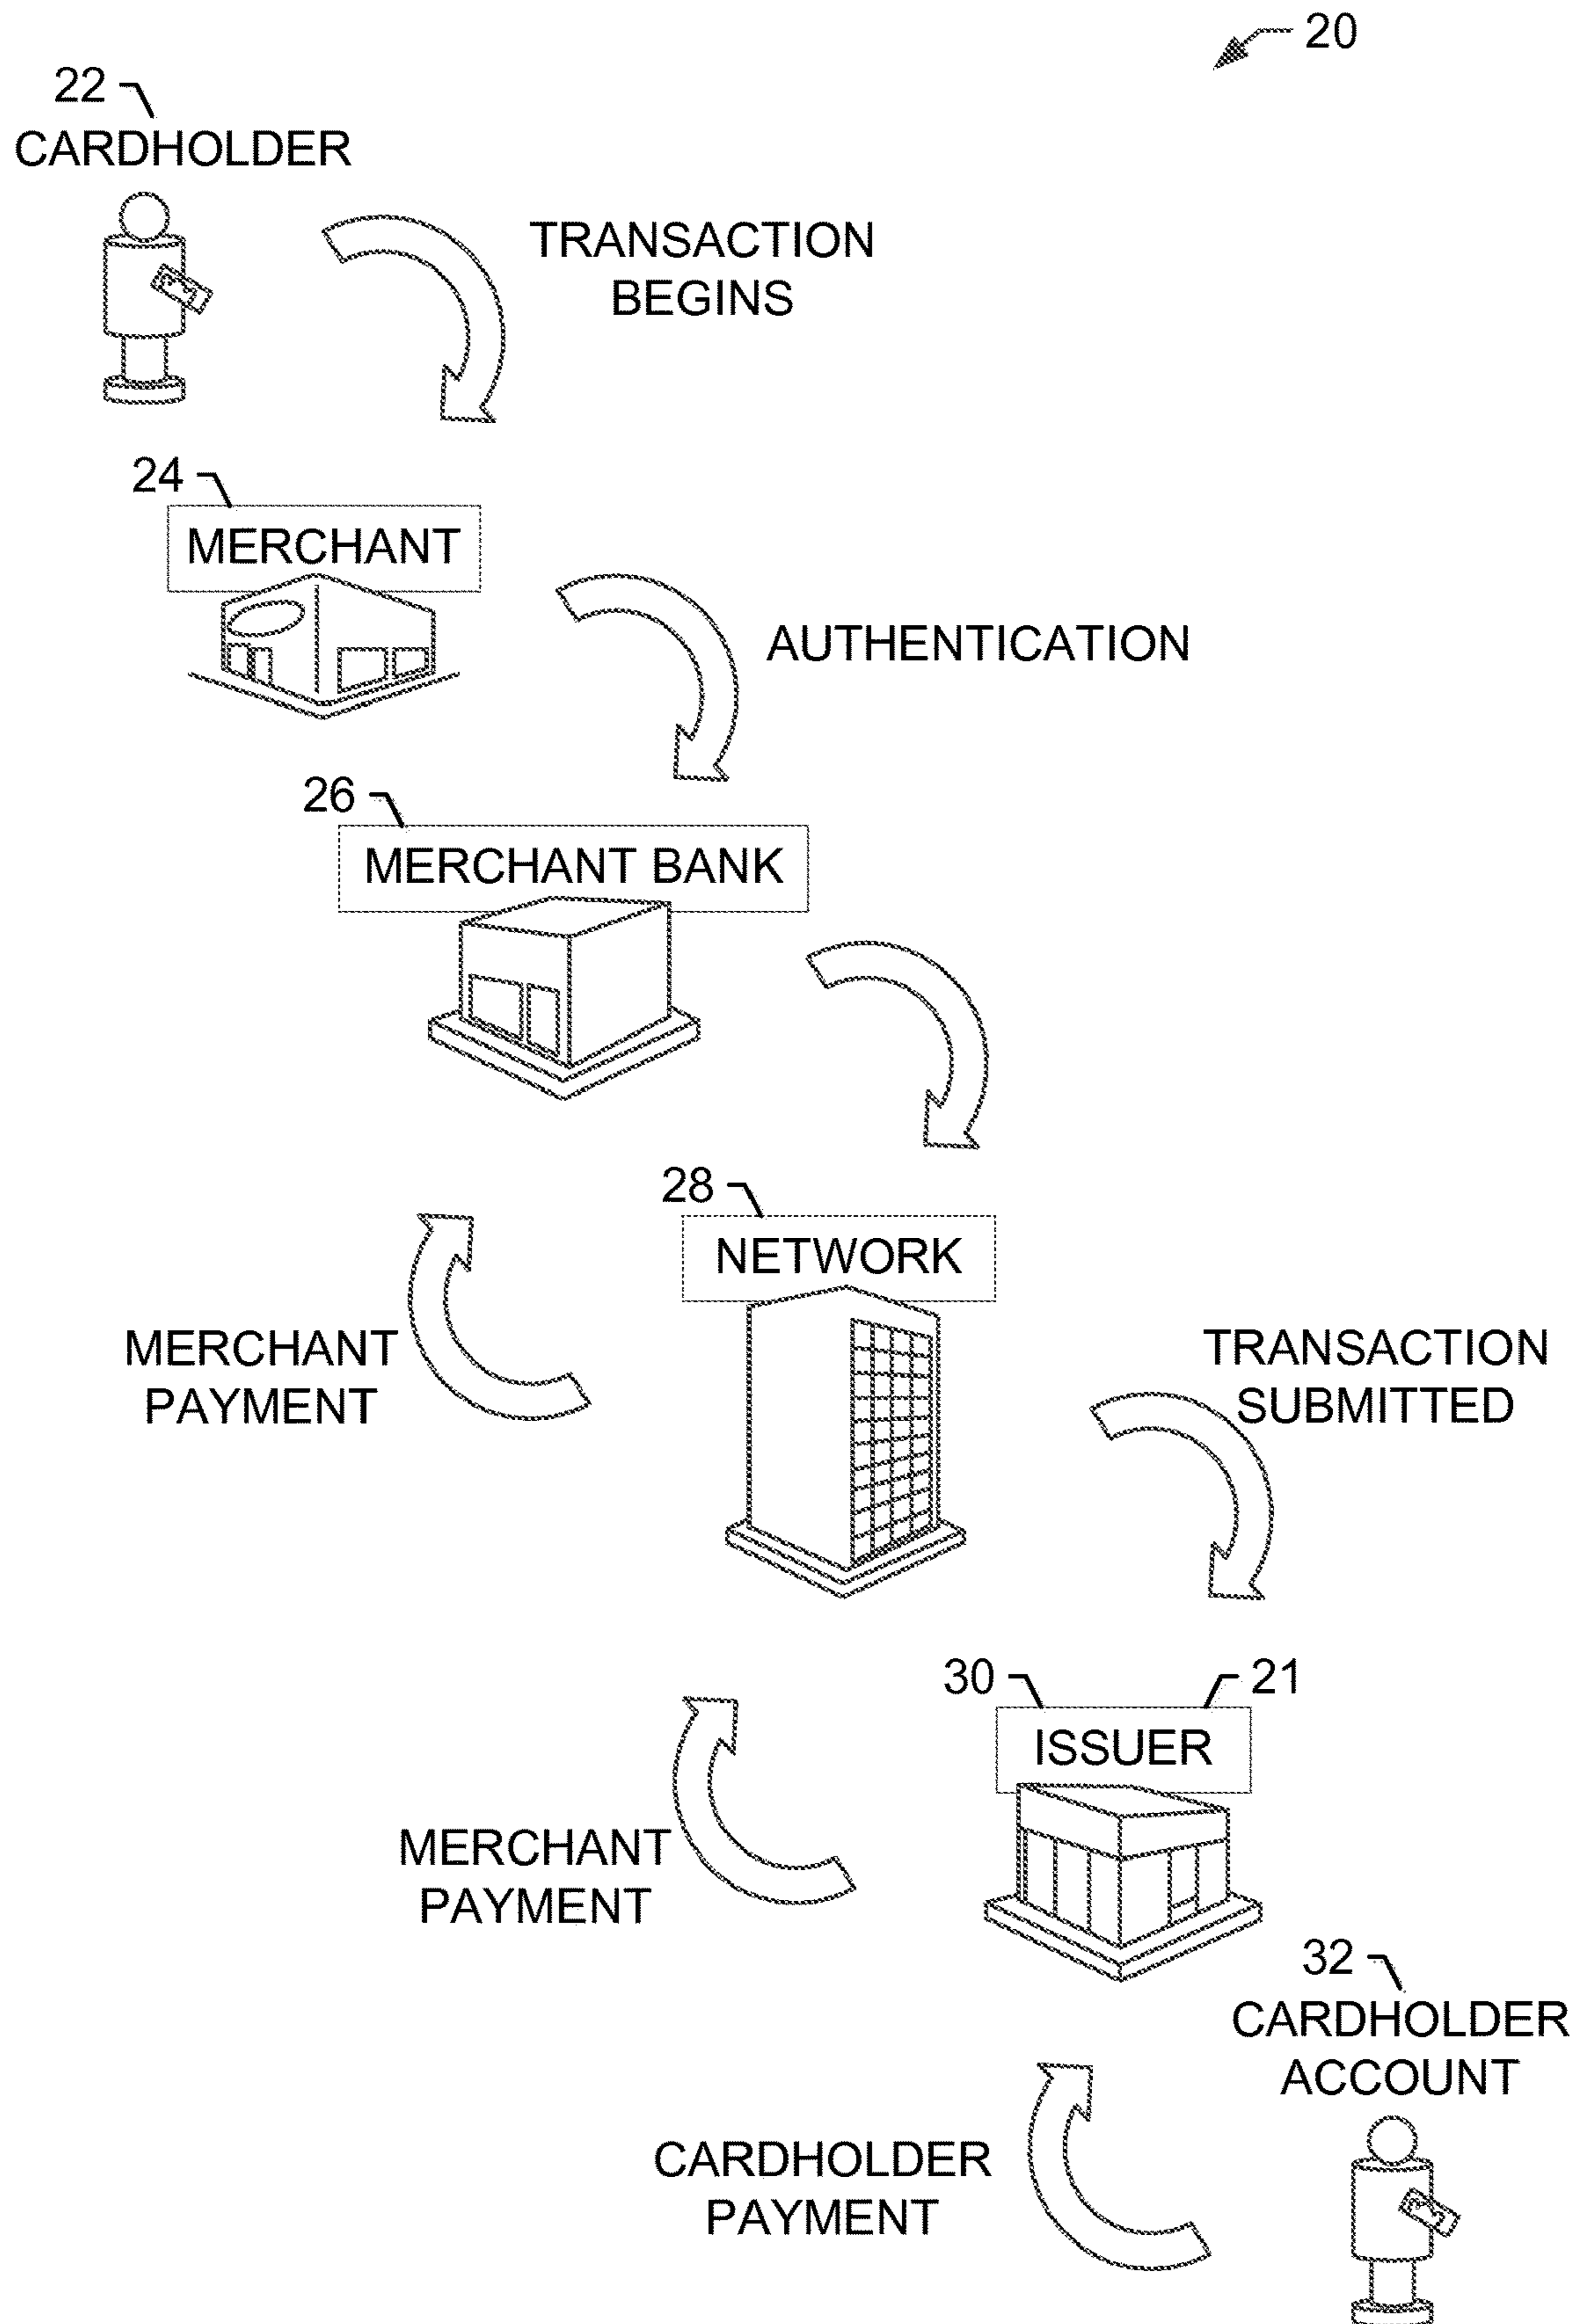 20
22
CARDHOLDER
TRANSACTION
BEGINS
24
MERCHANT
AUTHENTICATION
26
MERCHANT BANK
28
NETWORK
MERCHANT
PAYMENT
TRANSACTION
SUBMITTED
30
21
ISSUER
MERCHANT
PAYMENT
32
CARDHOLDER
ACCOUNT
CARDHOLDER
PAYMENT